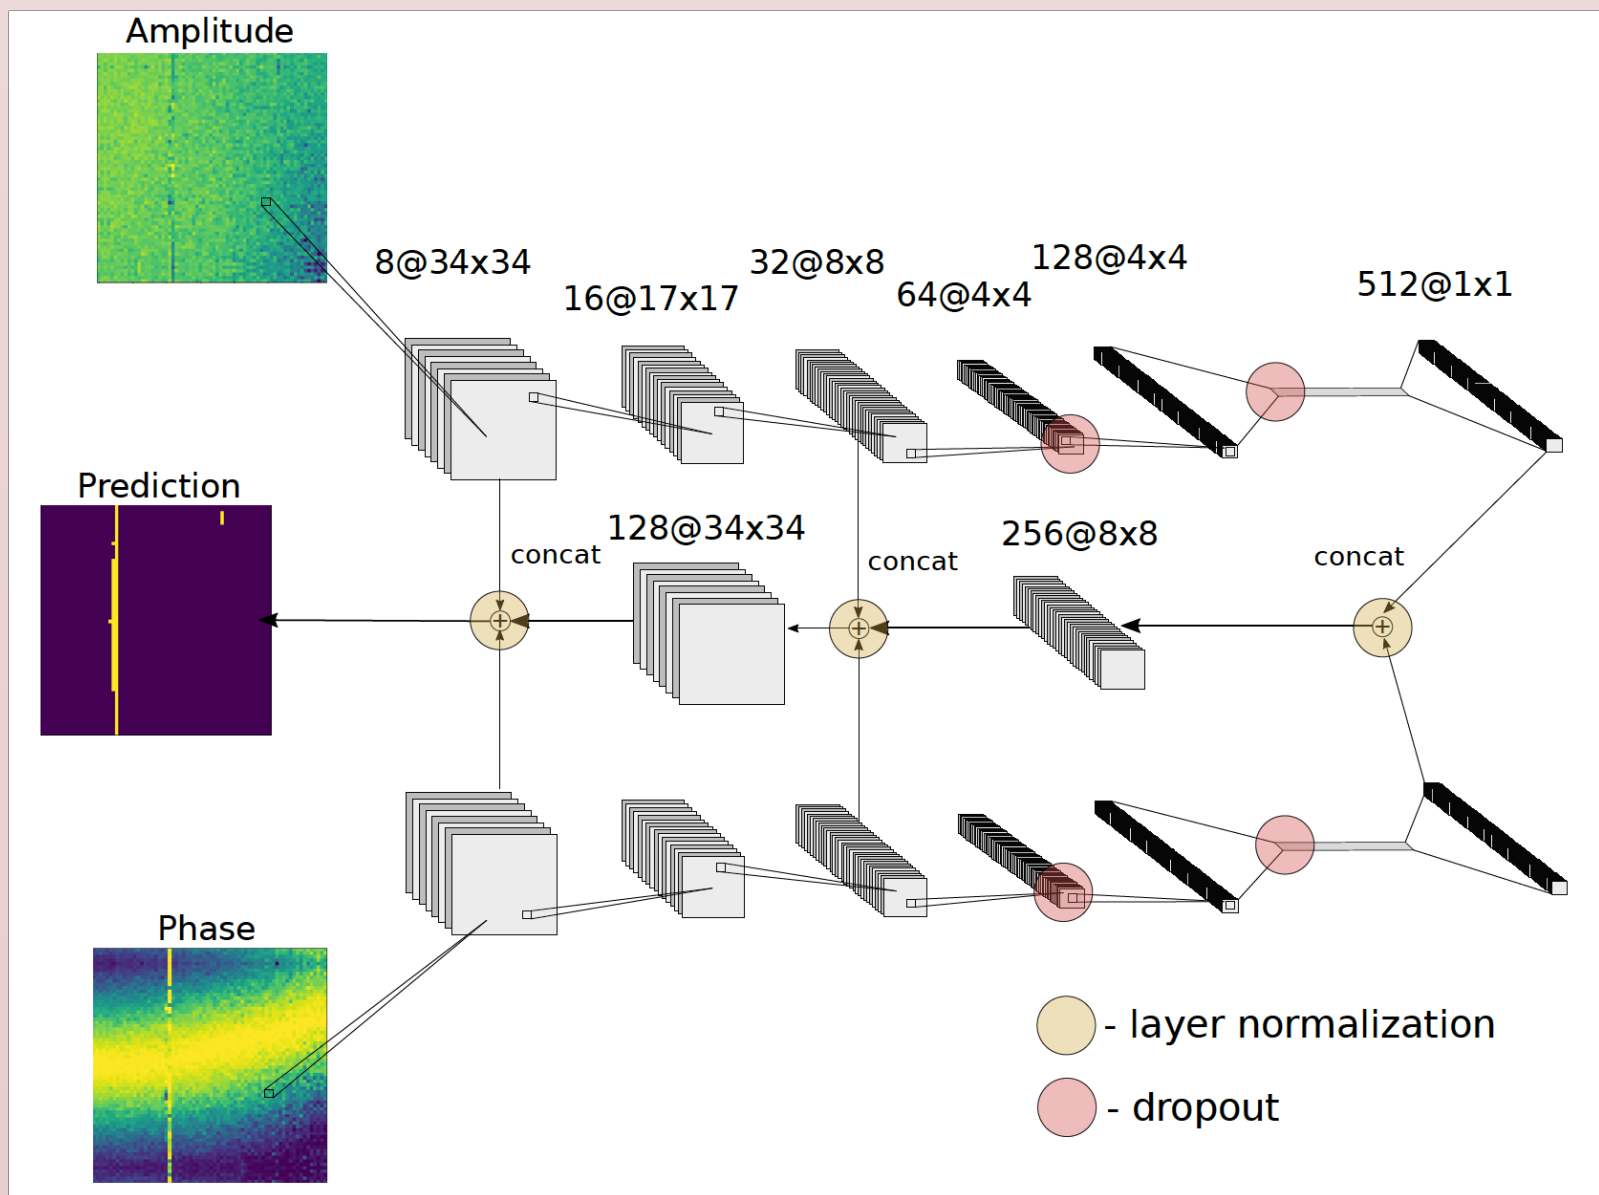 Amplitude
8@34x34
16@17x17
32@8x8
64@4x4
128@4x4
512@1x1
Prediction
concat
128@34x34
concat
256@8x8
concat
Phase
- layer normalization
- dropout